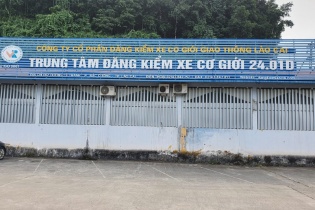 CÔNG TY CỔ PHẦN ĐĂNG KIỂM XE CƠ GIỚI GIAO THÔNG LÀO CAI
TRUNG TÂM ĐĂNG KIỂM XE CƠ GIỚI 24.01D